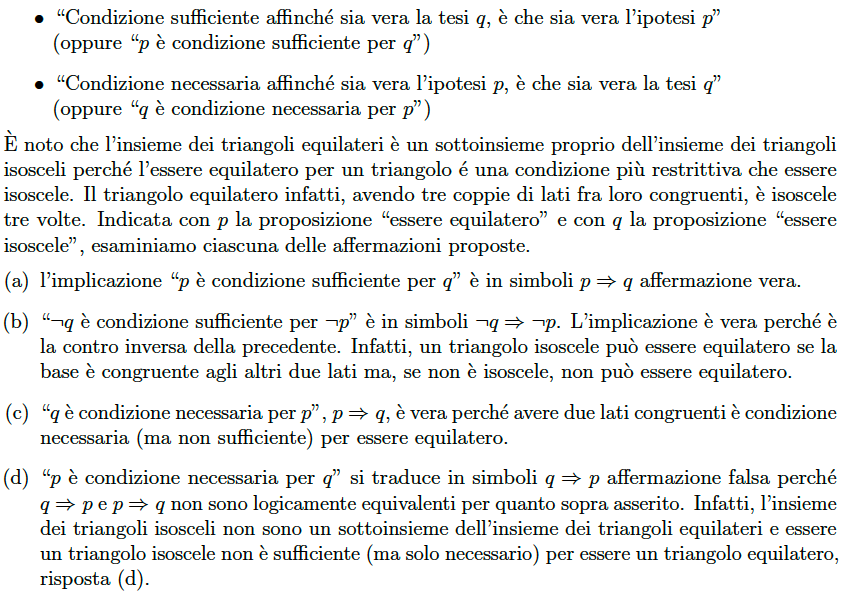 • “Condizione sufficiente affinché sia vera la tesi q, è che sia vera l’ipotesi p”
(oppure “p è condizione sufficiente per q”)
• “Condizione necessaria affinché sia vera l’ipotesi p, è che sia vera la tesi q”
(oppure “q è condizione necessaria per p”)
È noto che l’insieme dei triangoli equilateri è un sottoinsieme proprio dell’insieme dei triangoli
isosceli perché l’essere equilatero per un triangolo é una condizione più restrittiva che essere
isoscele. Il triangolo equilatero infatti, avendo tre coppie di lati fra loro congruenti, è isoscele
tre volte. Indicata con p la proposizione “essere equilatero” e con q la proposizione “essere
isoscele”, esaminiamo ciascuna delle affermazioni proposte.
(a) l’implicazione “p è condizione sufficiente per q” è in simboli p ⇒ q affermazione vera.
(b) “¬q è condizione sufficiente per ¬p” è in simboli ¬q ⇒ ¬p. L’implicazione è vera perché è
la contro inversa della precedente. Infatti, un triangolo isoscele può essere equilatero se la
base è congruente agli altri due lati ma, se non è isoscele, non può essere equilatero.
(c) “q è condizione necessaria per p”, p ⇒ q, è vera perché avere due lati congruenti è condizione
necessaria (ma non sufficiente) per essere equilatero.
(d) “p è condizione necessaria per q” si traduce in simboli q ⇒ p affermazione falsa perché
q ⇒ p e p ⇒ q non sono logicamente equivalenti per quanto sopra asserito. Infatti, l’insieme
dei triangoli isosceli non sono un sottoinsieme dell’insieme dei triangoli equilateri e essere
un triangolo isoscele non è sufficiente (ma solo necessario) per essere un triangolo equilatero,
risposta (d).